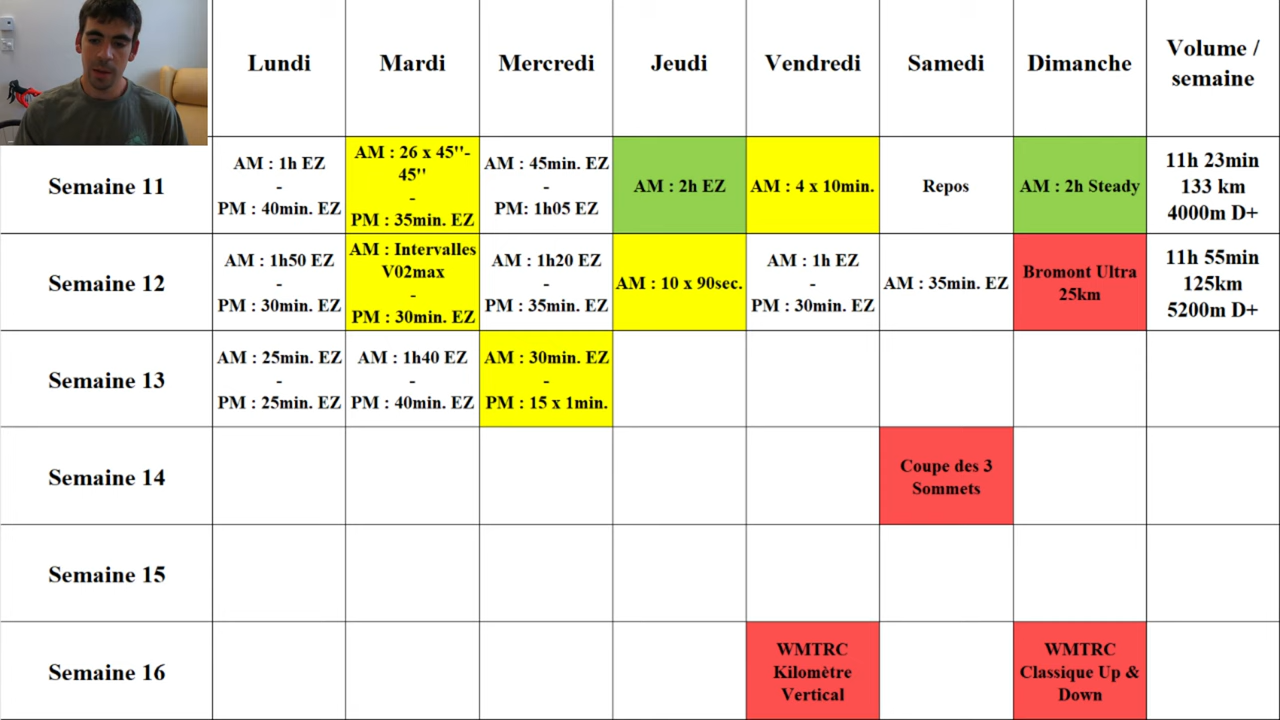 Lundi
Mardi
Mercredi
Jeudi
Vendredi
Samedi
Dimanche
Volume /
semaine
Semaine 11
AM : 1h EZ
-
PM : 40min. EZ
AM : 26 x 45''-
45''
-
PM : 35min. EZ
AM : 45min. EZ
-
PM: 1h05 EZ
AM : 2h EZ
AM : 4 x 10min.
Repos
AM : 2h Steady
11h 23min
133 km
4000m D+
Semaine 12
AM : 1h50 EZ
-
PM : 30min. EZ
AM : Intervalles
V02max
-
PM : 30min. EZ
AM : 1h20 EZ
-
PM : 35min. EZ
AM : 10 x 90sec.
AM : 1h EZ
-
PM : 30min. EZ
AM : 35min. EZ
Bromont Ultra
25km
11h 55min
125km
5200m D+
Semaine 13
AM : 25min. EZ
-
PM : 25min. EZ
AM : 1h40 EZ
-
PM : 40min. EZ
AM : 30min. EZ
-
PM : 15 x 1min.
Semaine 14
Coupe des 3
Sommets
Semaine 15
Semaine 16
WMTRC
Kilomètre
Vertical
WMTRC
Classique Up &
Down